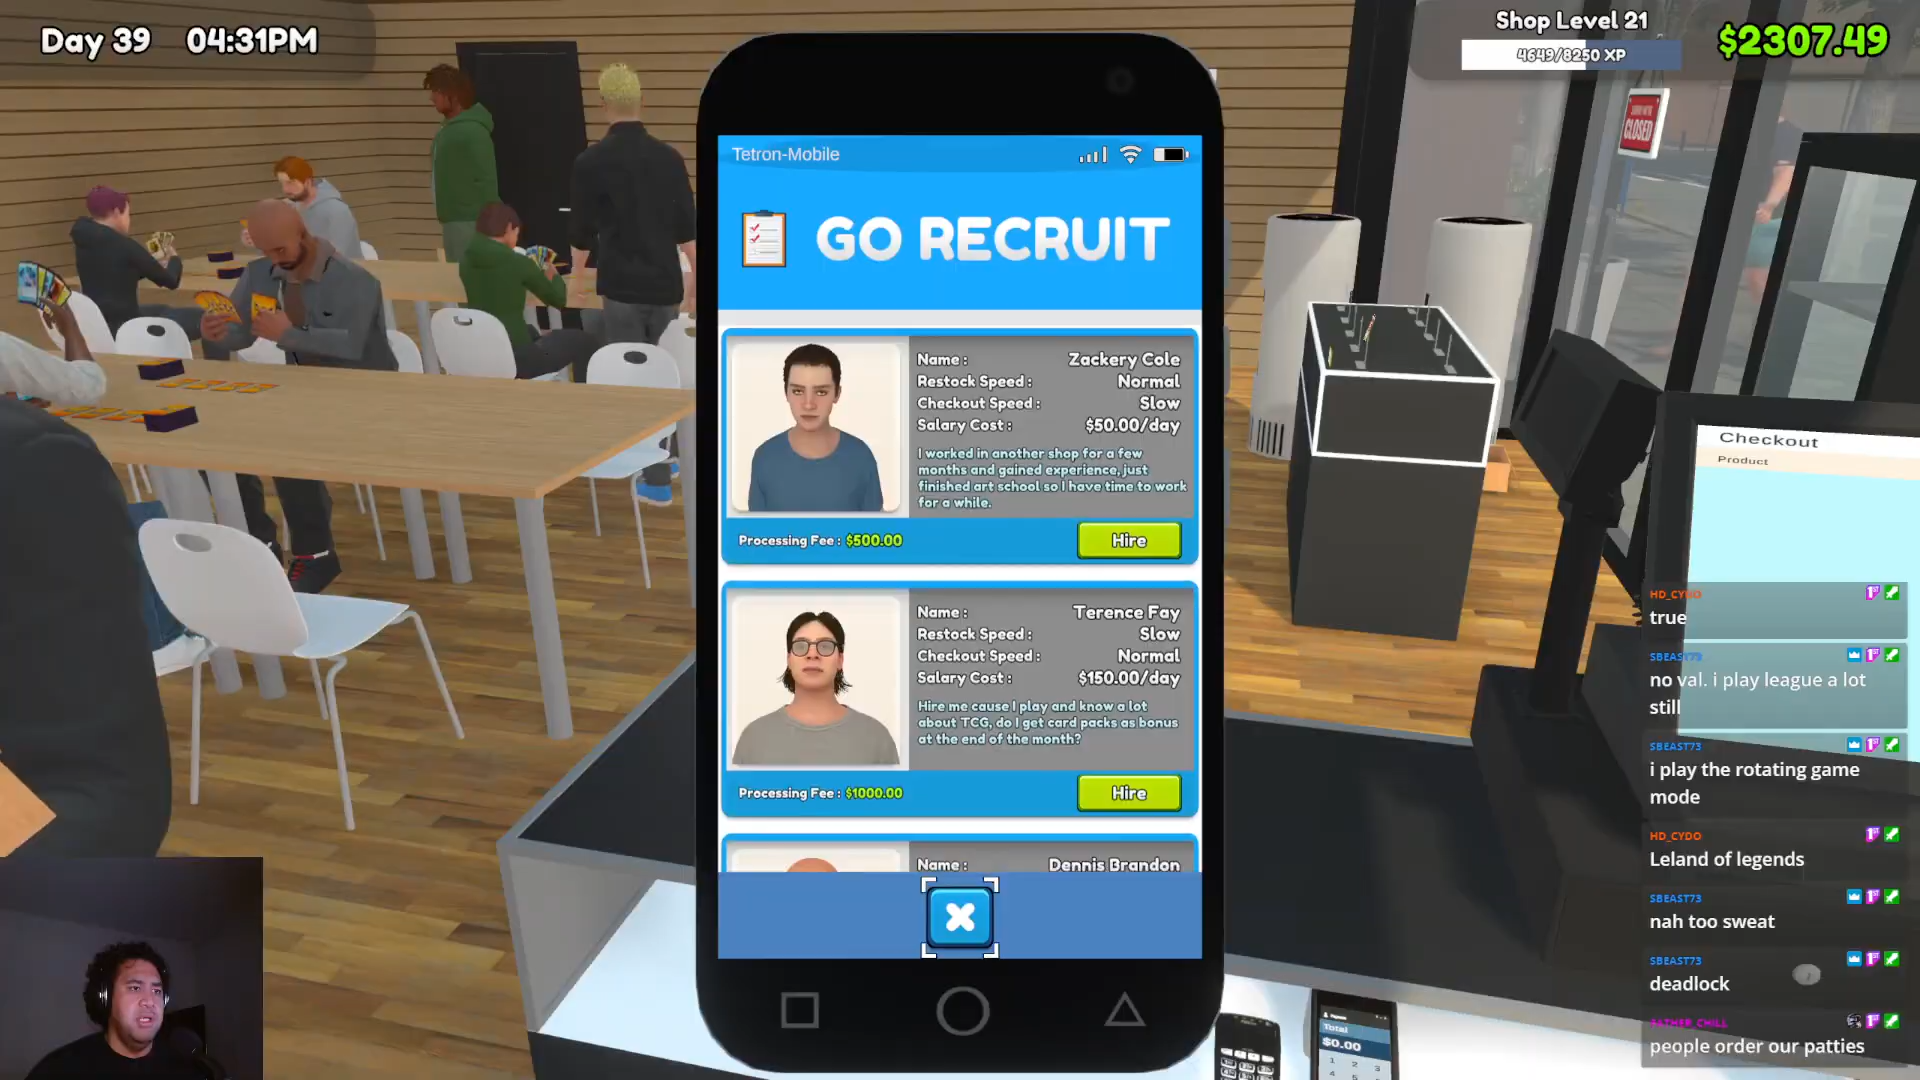 Day 39 04:31PM
Shop Level 21
4649/8250 XP
$2307.49
CLOSED
Tetron-Mobile
GO RECRUIT
Name : Zackery Cole
Restock Speed : Normal
Checkout Speed : Slow
Salary Cost : $50.00/day
I worked in another shop for a few
months and gained experience, just
finished art school so I have time to work
for a while.
Processing Fee : $500.00
Hire
Name : Terence Fay
Restock Speed : Slow
Checkout Speed : Normal
Salary Cost : $150.00/day
Hire me cause I play and know a lot
about TCG, do I get card packs as bonus
at the end of the month?
Processing Fee : $1000.00
Hire
Name : Dennis Brandon
Checkout
Product
HD_CYDO
true
SBEAST73
no val. i play league a lot
still
SBEAST73
i play the rotating game
mode
HD_CYDO
Leland of legends
SBEAST73
nah too sweat
SBEAST73
deadlock
people order our patties
Total
$0.00
1 2 3